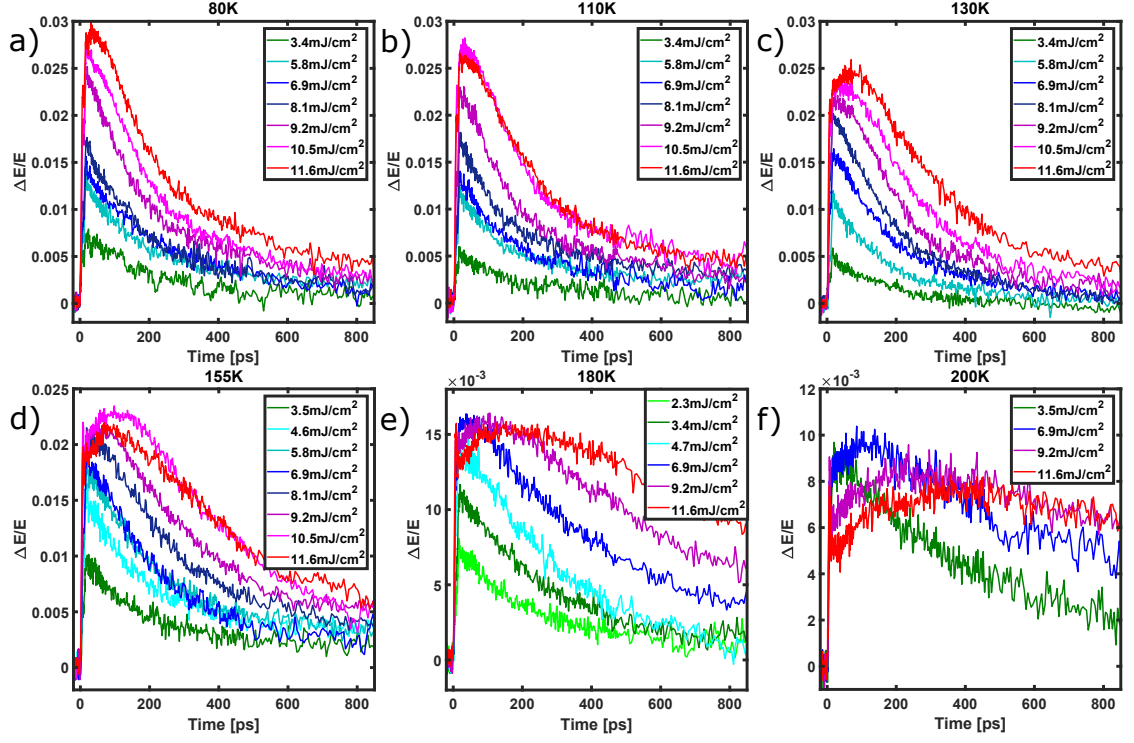 80K
a)
ΔE/E
0.03
0.025
0.02
0.015
0.01
0.005
0
3.4mJ/cm²
5.8mJ/cm²
6.9mJ/cm²
8.1mJ/cm²
9.2mJ/cm²
10.5mJ/cm²
11.6mJ/cm²
0 200 400 600 800
Time [ps]
110K
b)
ΔE/E
0.03
0.025
0.02
0.015
0.01
0.005
0
3.4mJ/cm²
5.8mJ/cm²
6.9mJ/cm²
8.1mJ/cm²
9.2mJ/cm²
10.5mJ/cm²
11.6mJ/cm²
0 200 400 600 800
Time [ps]
130K
c)
ΔE/E
0.03
0.025
0.02
0.015
0.01
0.005
0
3.4mJ/cm²
5.8mJ/cm²
6.9mJ/cm²
8.1mJ/cm²
9.2mJ/cm²
10.5mJ/cm²
11.6mJ/cm²
0 200 400 600 800
Time [ps]
155K
d)
ΔE/E
0.025
0.02
0.015
0.01
0.005
0
3.5mJ/cm²
4.6mJ/cm²
5.8mJ/cm²
6.9mJ/cm²
8.1mJ/cm²
9.2mJ/cm²
10.5mJ/cm²
11.6mJ/cm²
0 200 400 600 800
Time [ps]
180K
×10⁻³
e)
ΔE/E
15
10
5
0
2.3mJ/cm²
3.4mJ/cm²
4.7mJ/cm²
6.9mJ/cm²
9.2mJ/cm²
11.6mJ/cm²
0 200 400 600 800
Time [ps]
200K
×10⁻³
f)
ΔE/E
12
10
8
6
4
2
0
3.5mJ/cm²
6.9mJ/cm²
9.2mJ/cm²
11.6mJ/cm²
0 200 400 600 800
Time [ps]